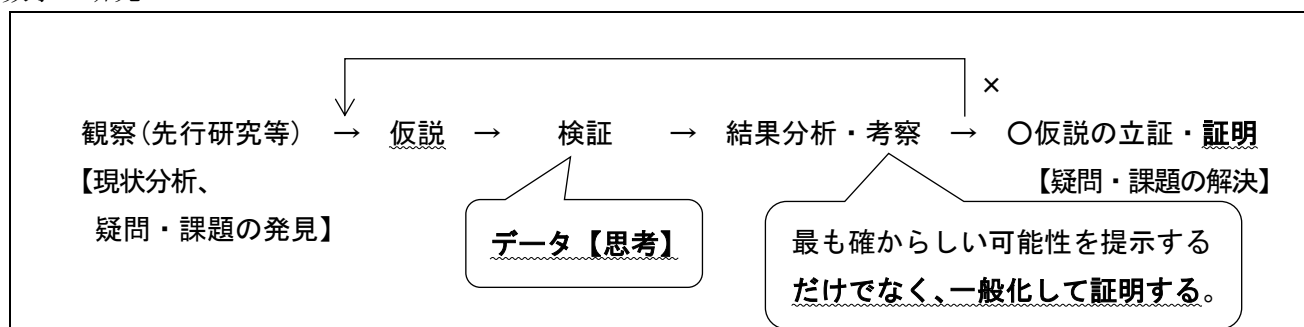 ×
観察(先行研究等) → 仮説 → 検証 → 結果分析・考察 → ○仮説の立証・証明
【現状分析、
疑問・課題の発見】
【疑問・課題の解決】
データ【思考】
最も確からしい可能性を提示する
だけでなく、一般化して証明する。